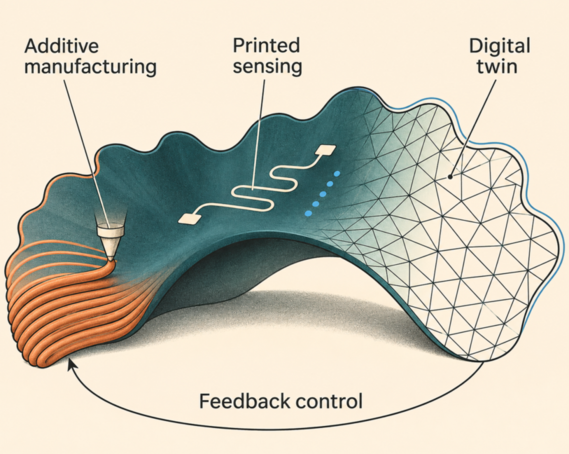 Additive
manufacturing
Printed
sensing
Digital
twin
Feedback control